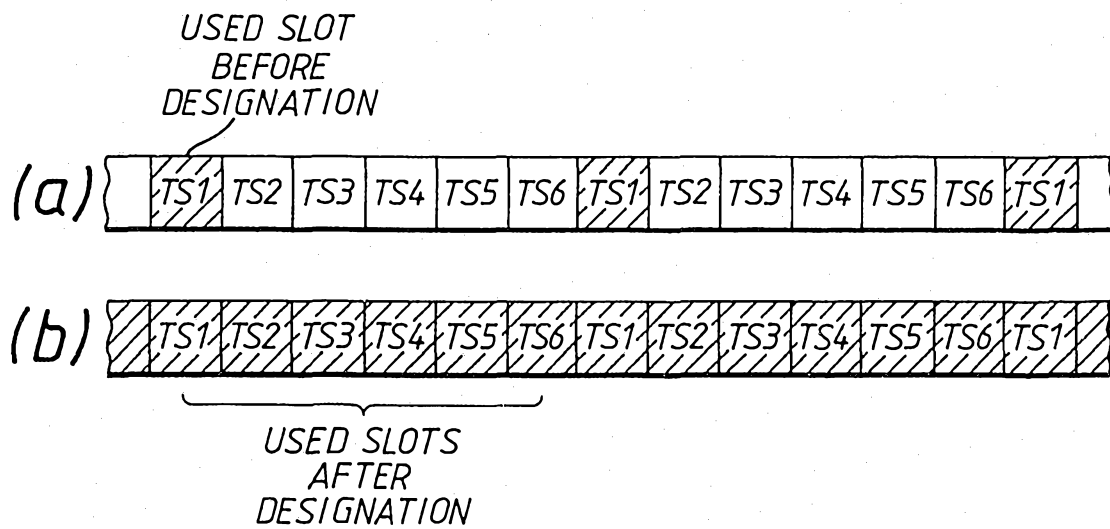 USED SLOT
BEFORE
DESIGNATION
(a) TS1 TS2 TS3 TS4 TS5 TS6 TS1 TS2 TS3 TS4 TS5 TS6 TS1
(b) TS1 TS2 TS3 TS4 TS5 TS6 TS1 TS2 TS3 TS4 TS5 TS6 TS1
USED SLOTS
AFTER
DESIGNATION